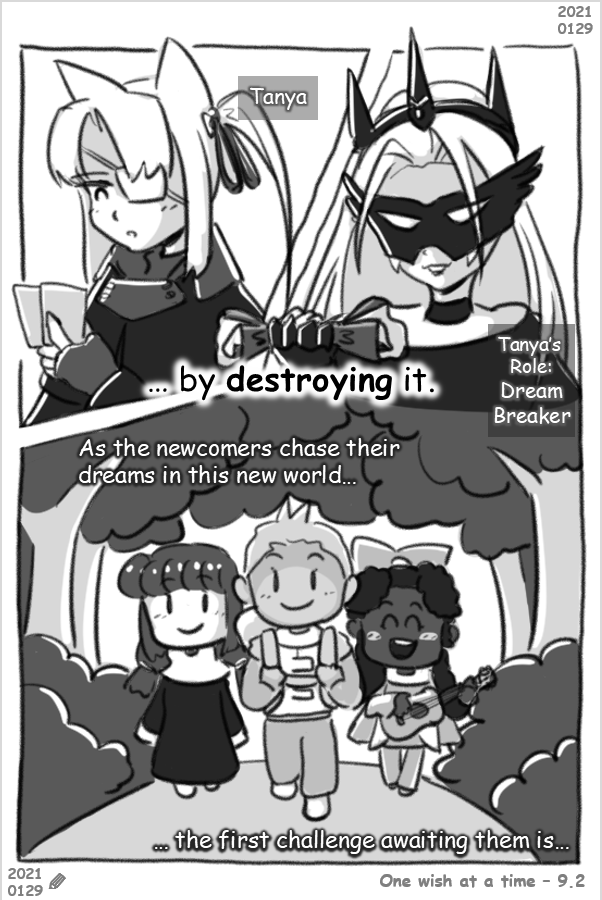 2021
0129
Tanya
Tanya's
Role:
Dream
Breaker
... by destroying it.
As the newcomers chase their
dreams in this new world...
... the first challenge awaiting them is...
2021
0129
One wish at a time - 9.2